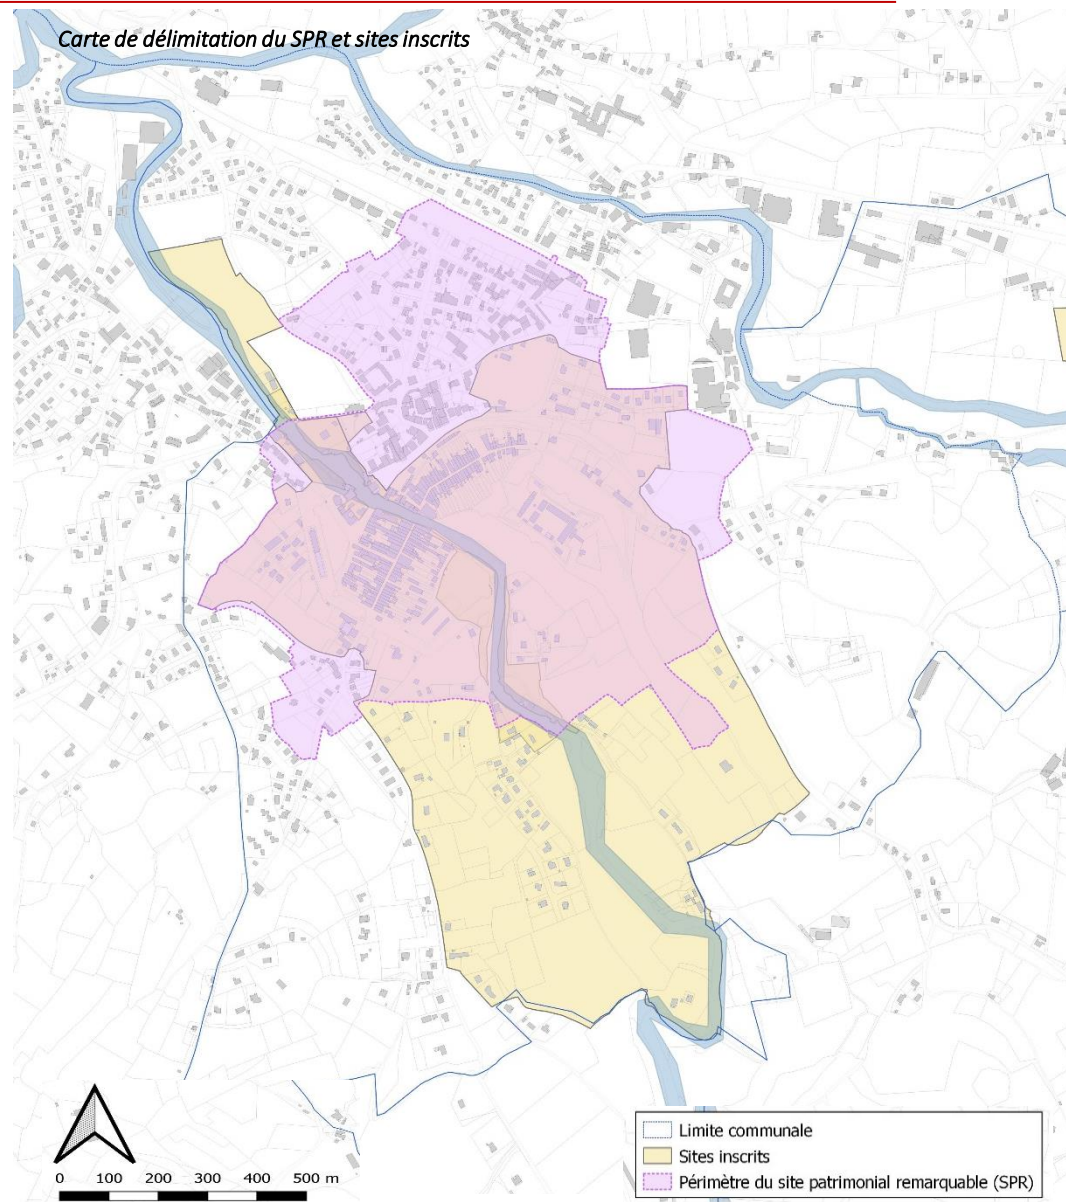 Carte de délimitation du SPR et sites inscrits
Limite communale
Sites inscrits
Périmètre du site patrimonial remarquable (SPR)
0 100 200 300 400 500 m